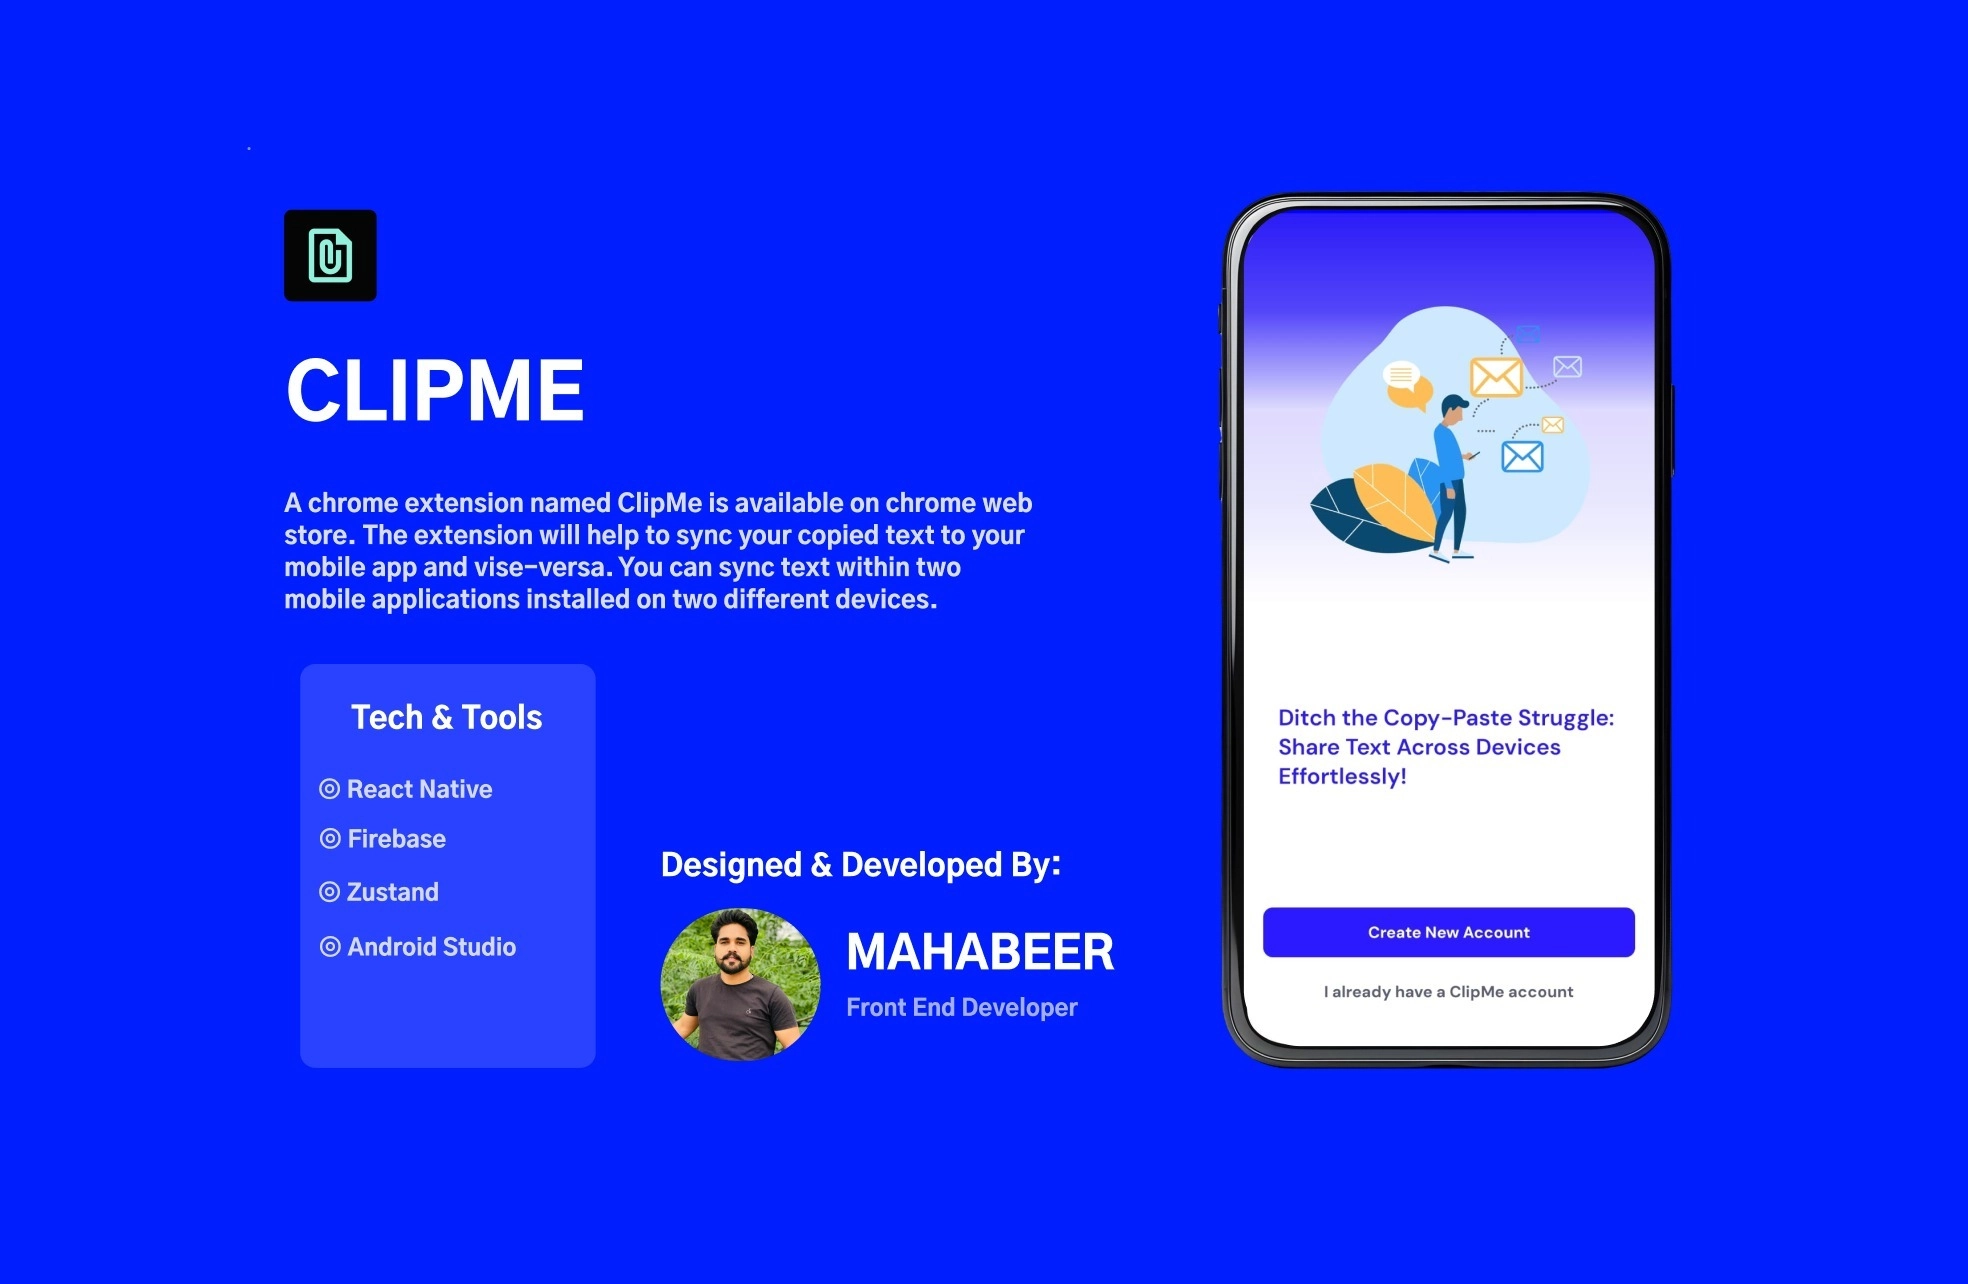 CLIPME
A chrome extension named ClipMe is available on chrome web
store. The extension will help to sync your copied text to your
mobile app and vise-versa. You can sync text within two
mobile applications installed on two different devices.
Tech & Tools
React Native
Firebase
Zustand
Android Studio
Designed & Developed By:
MAHABEER
Front End Developer
Ditch the Copy-Paste Struggle:
Share Text Across Devices
Effortlessly!
Create New Account
I already have a ClipMe account